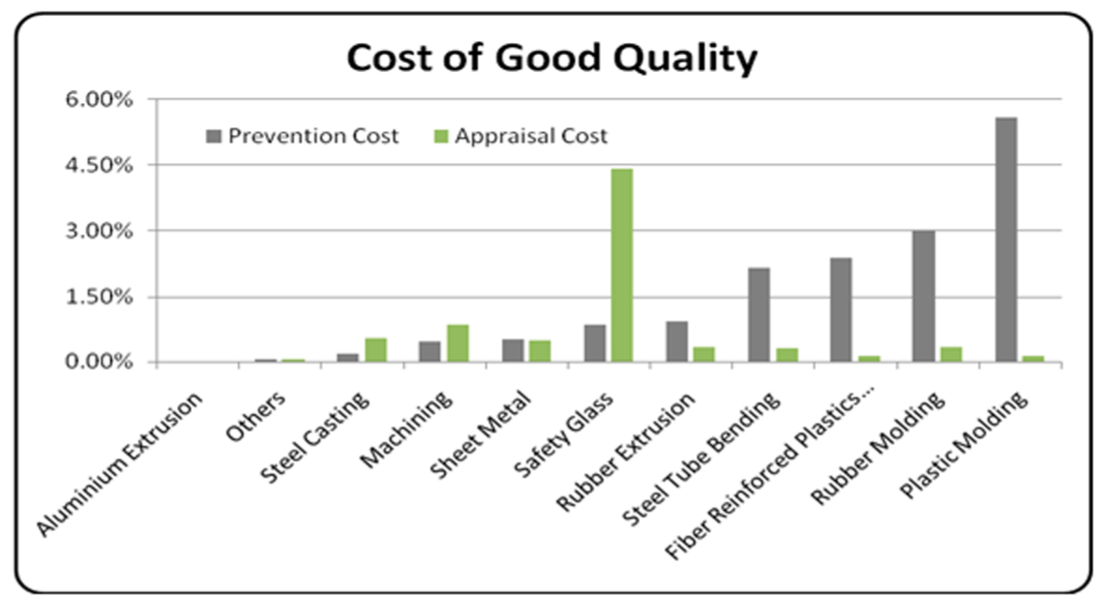 Cost of Good Quality
6.00%
4.50%
3.00%
1.50%
0.00%
Prevention Cost
Appraisal Cost
Aluminium Extrusion
Others
Steel Casting
Machining
Sheet Metal
Safety Glass
Rubber Extrusion
Steel Tube Bending
Fiber Reinforced Plastics...
Rubber Molding
Plastic Molding